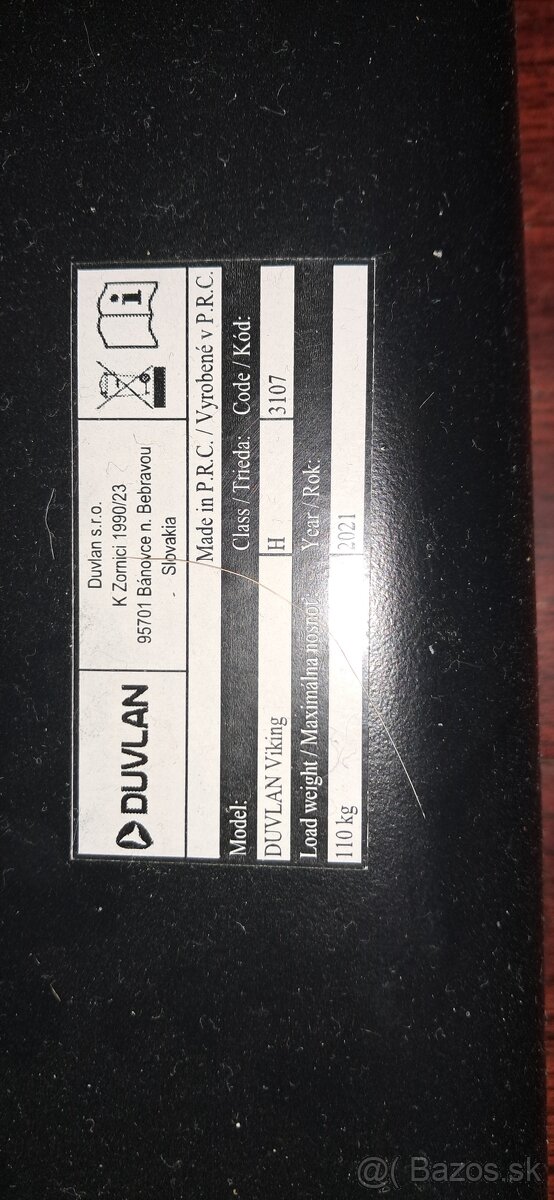 DUVLAN
Duvlan s.r.o.
K Zornici 1990/23
95701 Bánovce n. Bebravou
Slovakia
Made in P.R.C. / Vyrobené v P.R.C.
Model: Class / Trieda: Code / Kód:
DUVLAN Viking H 3107
Load weight / Maximálna nosnosť: Year / Rok:
110 kg 2021
@( Bazos.sk